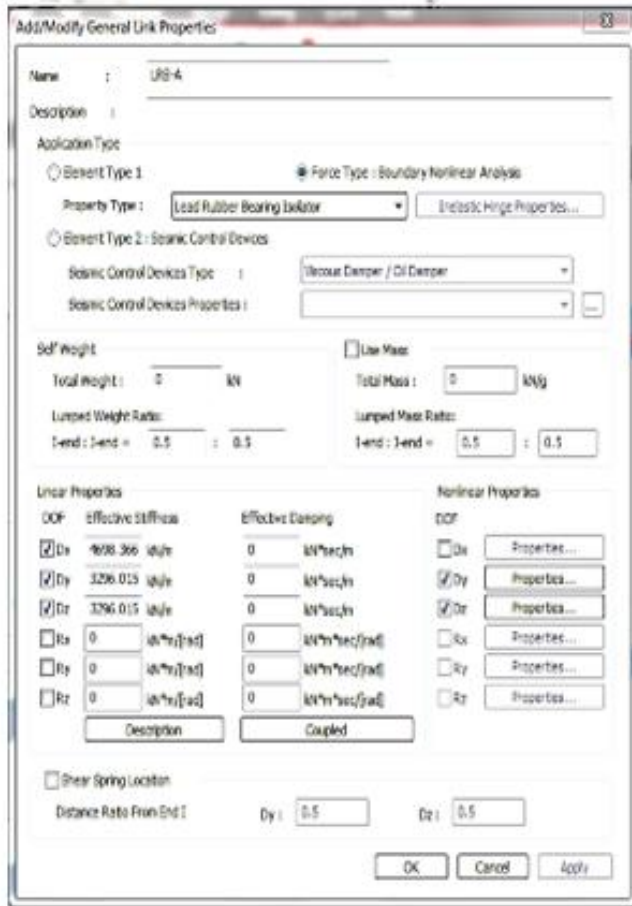 Add/Modify General Link Properties
Name : LRB-A
Description :
Application Type
Element Type 1 Force Type : Boundary Nonlinear Analysis
Property Type : Lead Rubber Bearing Isolator Inelastic Hinge Properties...
Element Type 2 : Seismic Control Devices
Seismic Control Devices Type : Viscous Damper / Oil Damper
Seismic Control Devices Properties : ...
Self Weight Use Mass
Total Weight : 0 kN Total Mass : 0 kN/g
Lumped Weight Ratio: Lumped Mass Ratio:
I-end : J-end = 0.5 : 0.5 I-end : J-end = 0.5 : 0.5
Linear Properties Nonlinear Properties
DOF Effective Stiffness Effective Damping DOF
Dx 4698.366 kN/m 0 kN*sec/m Dx Properties...
Dy 3296.015 kN/m 0 kN*sec/m Dy Properties...
Dz 3296.015 kN/m 0 kN*sec/m Dz Properties...
Rx 0 kN*m/[rad] 0 kN*m*sec/[rad] Rx Properties...
Ry 0 kN*m/[rad] 0 kN*m*sec/[rad] Ry Properties...
Rz 0 kN*m/[rad] 0 kN*m*sec/[rad] Rz Properties...
Description Coupled
Shear Spring Location
Distance Ratio From End I Dy : 0.5 Dz : 0.5
OK Cancel Apply